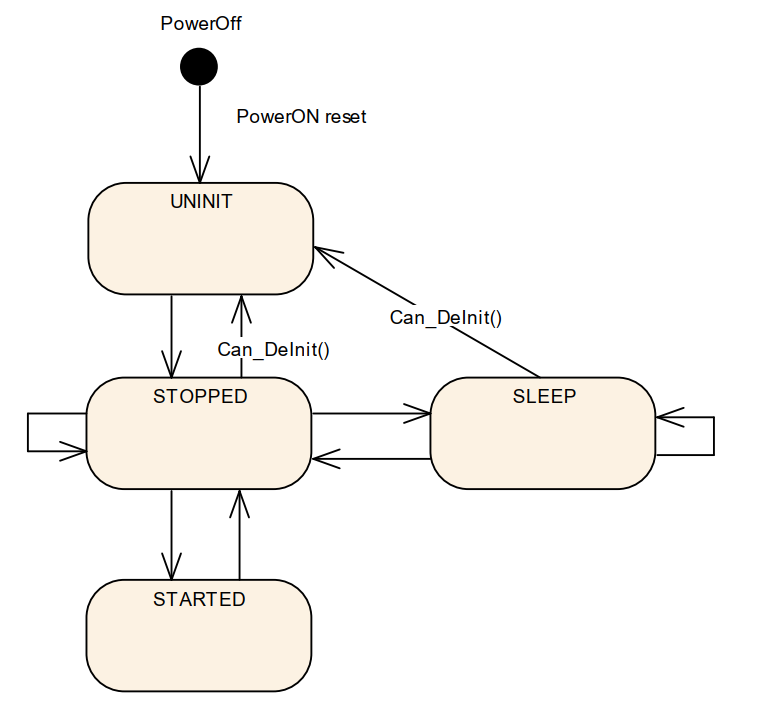 PowerOff
PowerON reset
UNINIT
Can_DeInit()
Can_DeInit()
STOPPED
SLEEP
STARTED